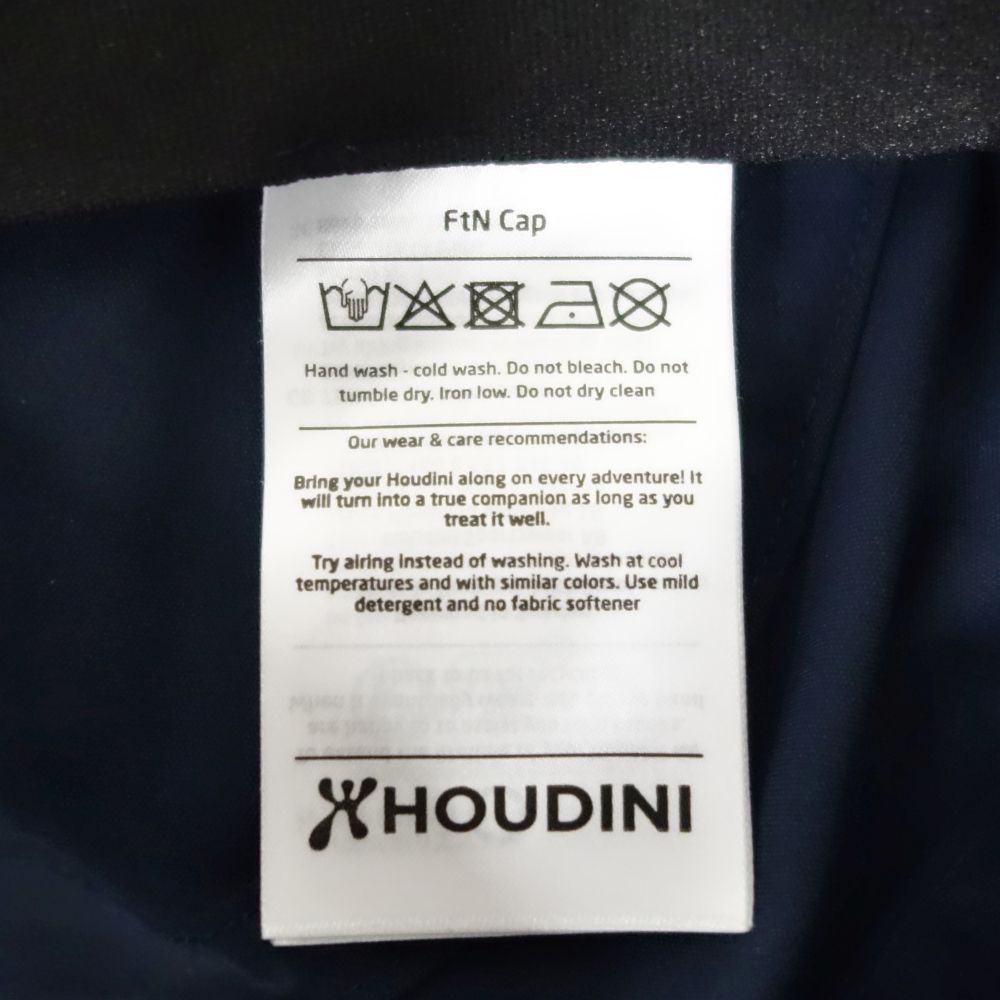 FtN Cap
Hand wash - cold wash. Do not bleach. Do not
tumble dry. Iron low. Do not dry clean
Our wear & care recommendations:
Bring your Houdini along on every adventure! It
will turn into a true companion as long as you
treat it well.
Try airing instead of washing. Wash at cool
temperatures and with similar colors. Use mild
detergent and no fabric softener
HOUDINI